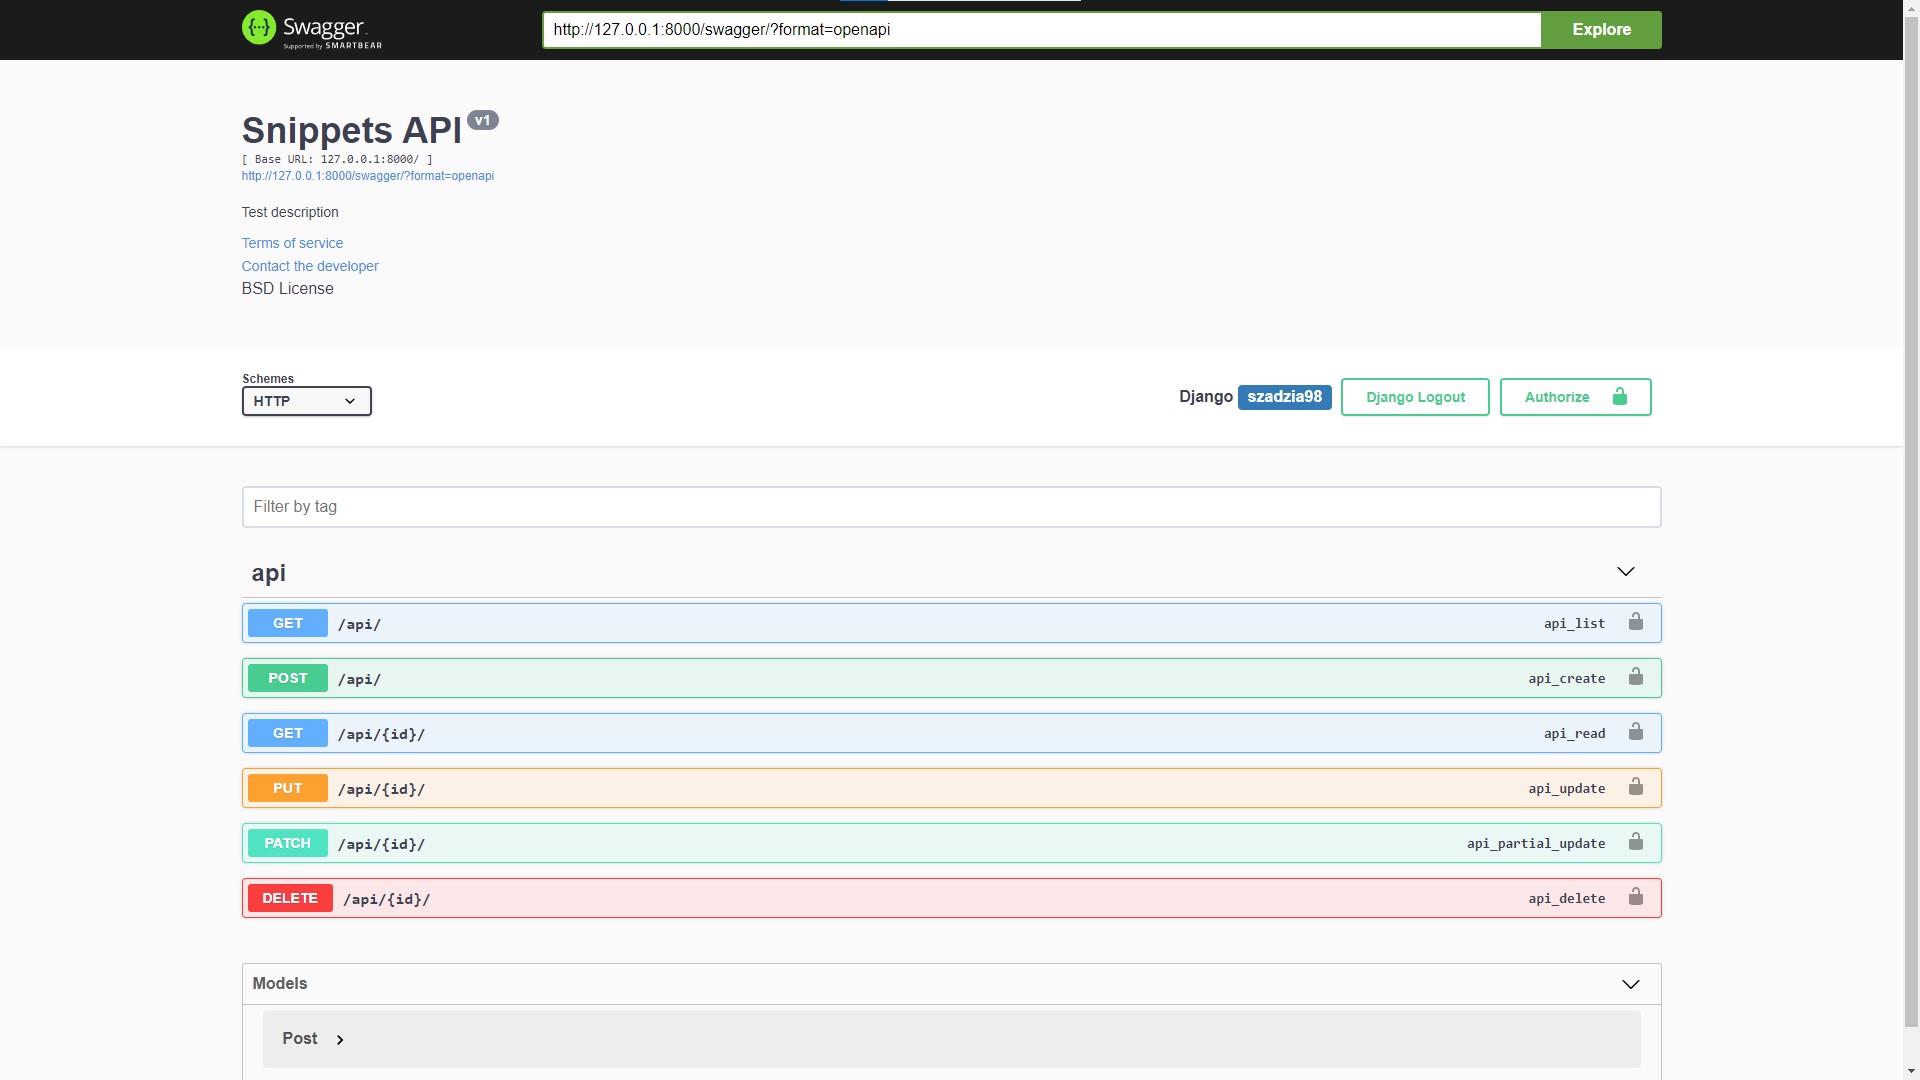 Swagger
Supported by SMARTBEAR
http://127.0.0.1:8000/swagger/?format=openapi
Explore
Snippets API v1
[ Base URL: 127.0.0.1:8000/ ]
http://127.0.0.1:8000/swagger/?format=openapi
Test description
Terms of service
Contact the developer
BSD License
Schemes
HTTP
Django szadzia98 Django Logout Authorize
Filter by tag
api
GET /api/ api_list
POST /api/ api_create
GET /api/{id}/ api_read
PUT /api/{id}/ api_update
PATCH /api/{id}/ api_partial_update
DELETE /api/{id}/ api_delete
Models
Post